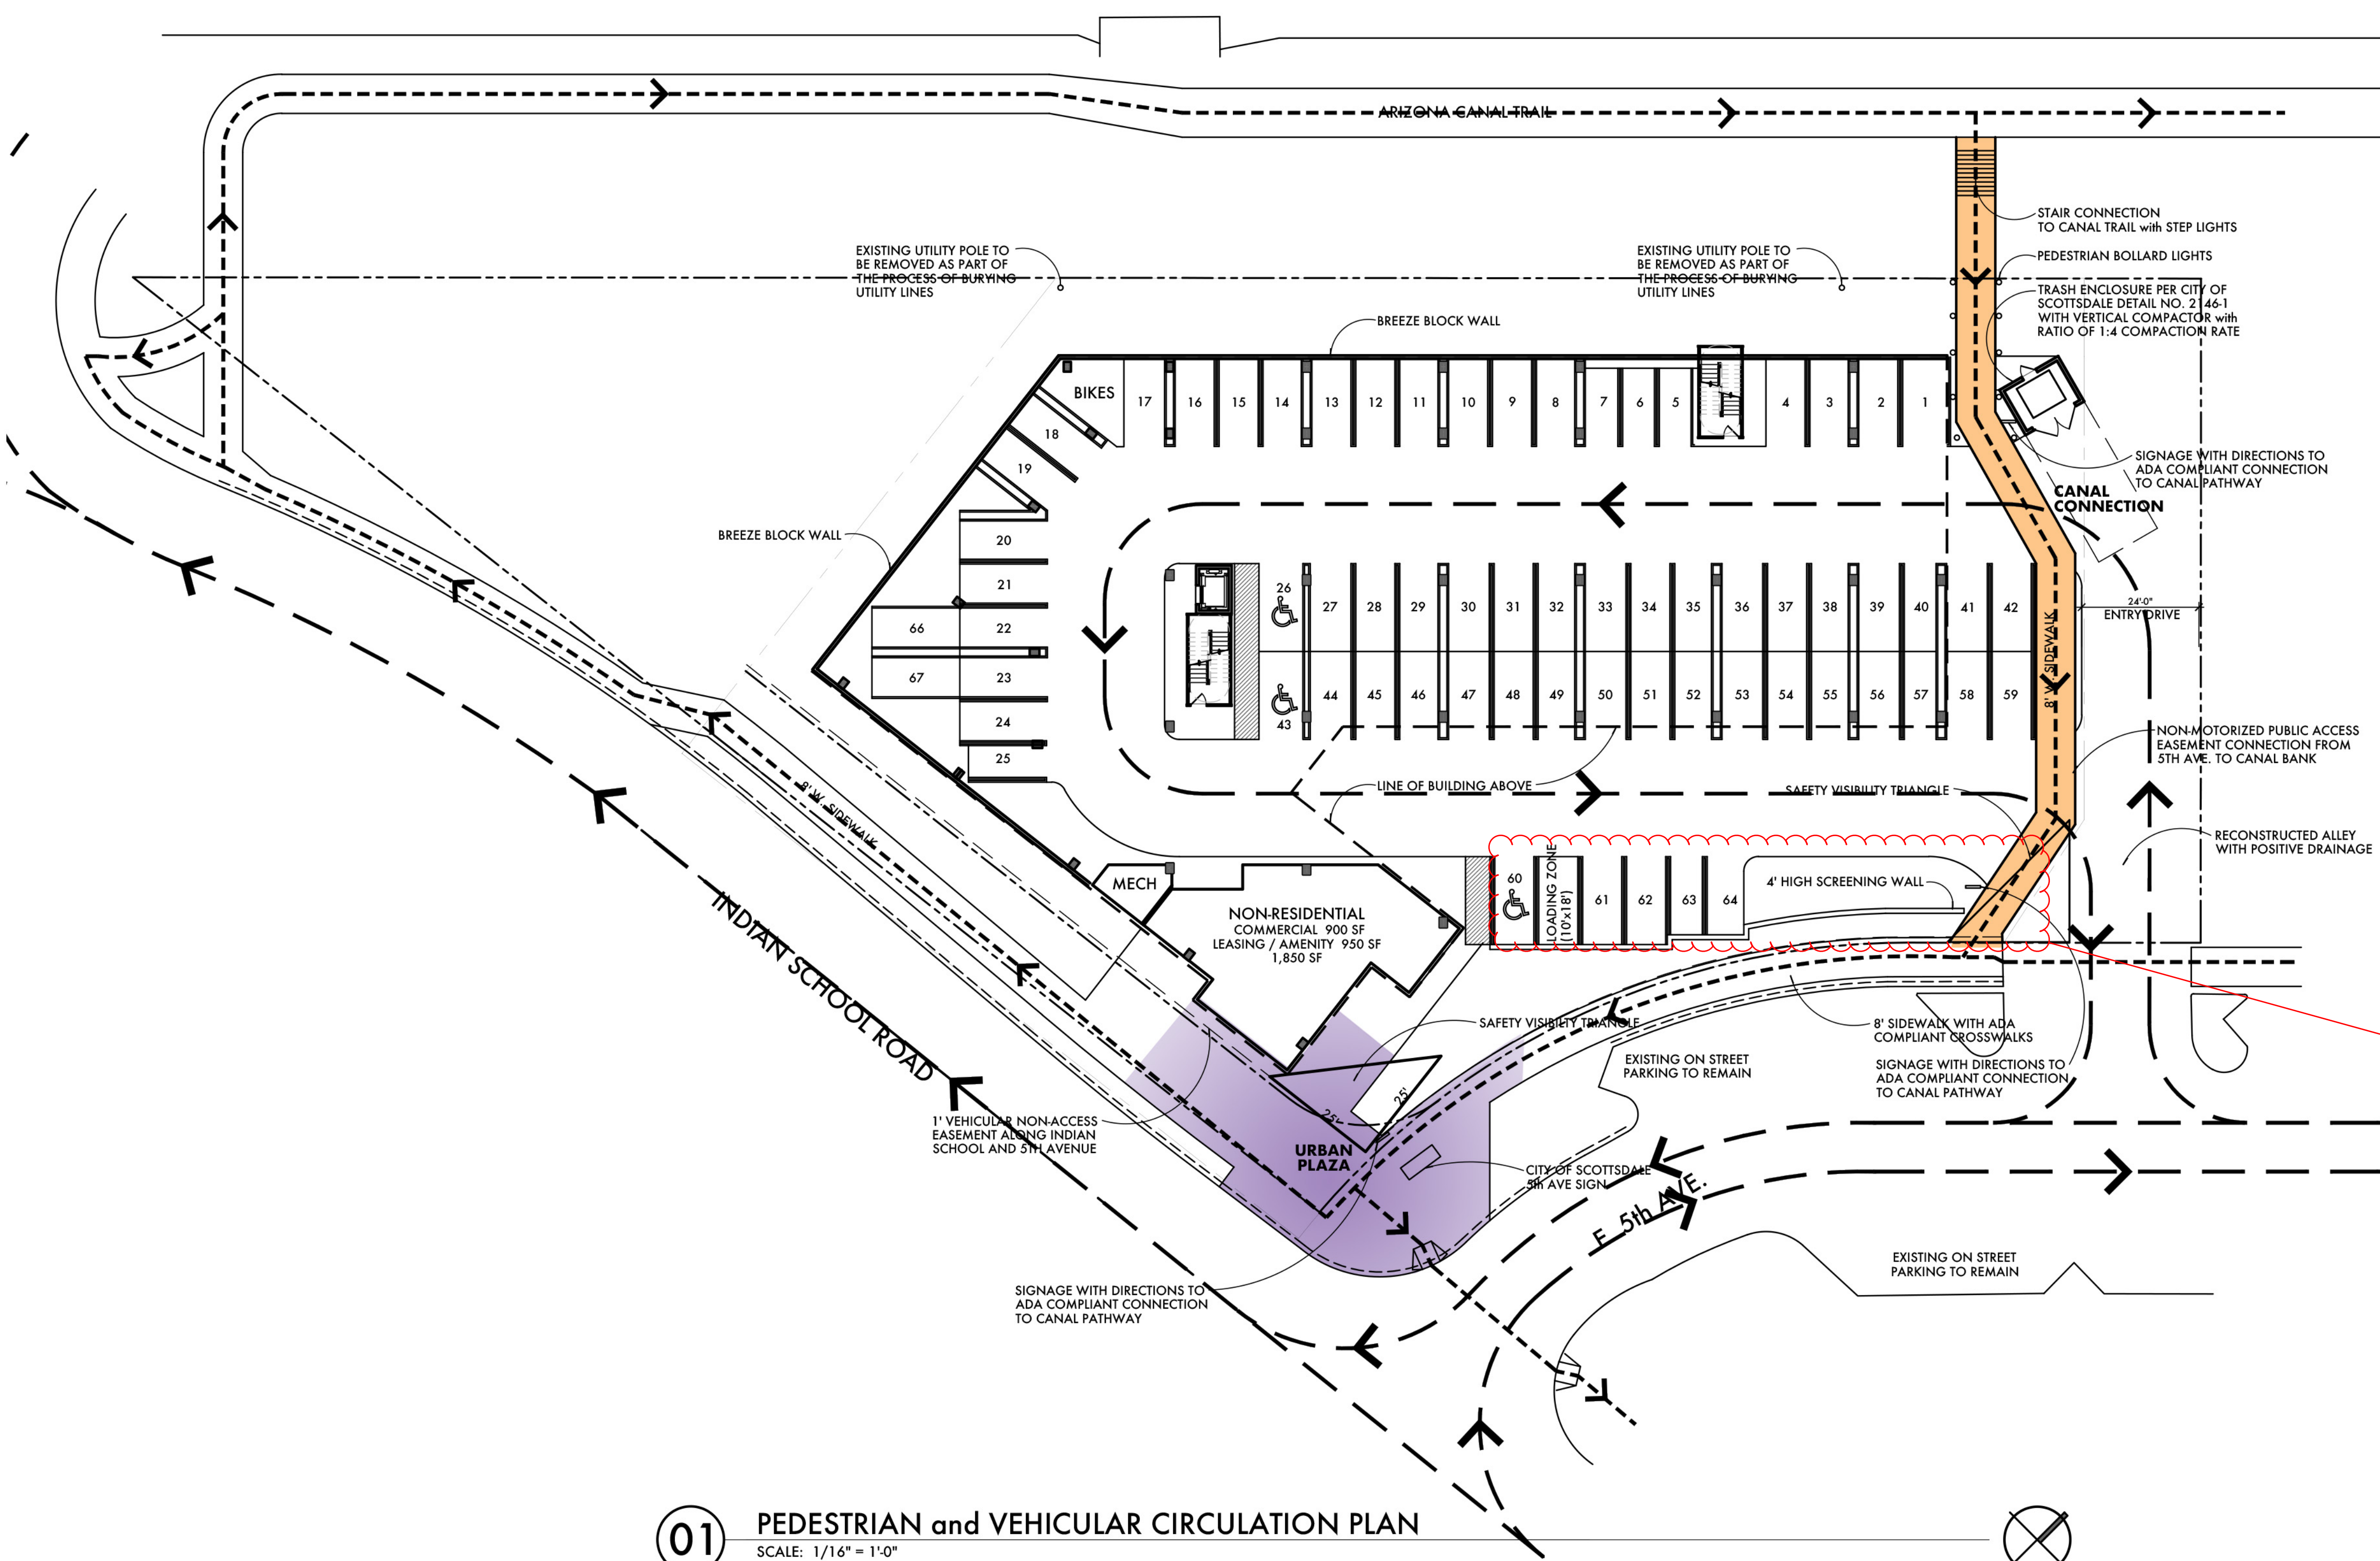 ARIZONA CANAL TRAIL
STAIR CONNECTION
TO CANAL TRAIL with STEP LIGHTS
PEDESTRIAN BOLLARD LIGHTS
TRASH ENCLOSURE PER CITY OF
SCOTTSDALE DETAIL NO. 2146-1
WITH VERTICAL COMPACTOR with
RATIO OF 1:4 COMPACTION RATE
EXISTING UTILITY POLE TO
BE REMOVED AS PART OF
THE PROCESS OF BURYING
UTILITY LINES
EXISTING UTILITY POLE TO
BE REMOVED AS PART OF
THE PROCESS OF BURYING
UTILITY LINES
BREEZE BLOCK WALL
BIKES
17
16
15
14
13
12
11
10
9
8
7
6
5
4
3
2
1
18
19
SIGNAGE WITH DIRECTIONS TO
ADA COMPLIANT CONNECTION
TO CANAL PATHWAY
CANAL
CONNECTION
BREEZE BLOCK WALL
20
21
22
23
24
25
66
67
26
27
28
29
30
31
32
33
34
35
36
37
38
39
40
41
42
8' W. SIDEWALK
24'-0"
ENTRY DRIVE
43
44
45
46
47
48
49
50
51
52
53
54
55
56
57
58
59
NON-MOTORIZED PUBLIC ACCESS
EASEMENT CONNECTION FROM
5TH AVE. TO CANAL BANK
LINE OF BUILDING ABOVE
SAFETY VISIBILITY TRIANGLE
8' W. SIDEWALK
RECONSTRUCTED ALLEY
WITH POSITIVE DRAINAGE
MECH
NON-RESIDENTIAL
COMMERCIAL 900 SF
LEASING / AMENITY 950 SF
1,850 SF
60
LOADING ZONE
(10'x18')
61
62
63
64
4' HIGH SCREENING WALL
INDIAN SCHOOL ROAD
SAFETY VISIBILTY TRIANGLE
8' SIDEWALK WITH ADA
COMPLIANT CROSSWALKS
EXISTING ON STREET
PARKING TO REMAIN
SIGNAGE WITH DIRECTIONS TO
ADA COMPLIANT CONNECTION
TO CANAL PATHWAY
25'
25'
1' VEHICULAR NON-ACCESS
EASEMENT ALONG INDIAN
SCHOOL AND 5TH AVENUE
URBAN
PLAZA
CITY OF SCOTTSDALE
5th AVE SIGN
E. 5th AVE.
EXISTING ON STREET
PARKING TO REMAIN
SIGNAGE WITH DIRECTIONS TO
ADA COMPLIANT CONNECTION
TO CANAL PATHWAY
01
PEDESTRIAN and VEHICULAR CIRCULATION PLAN
SCALE: 1/16" = 1'-0"